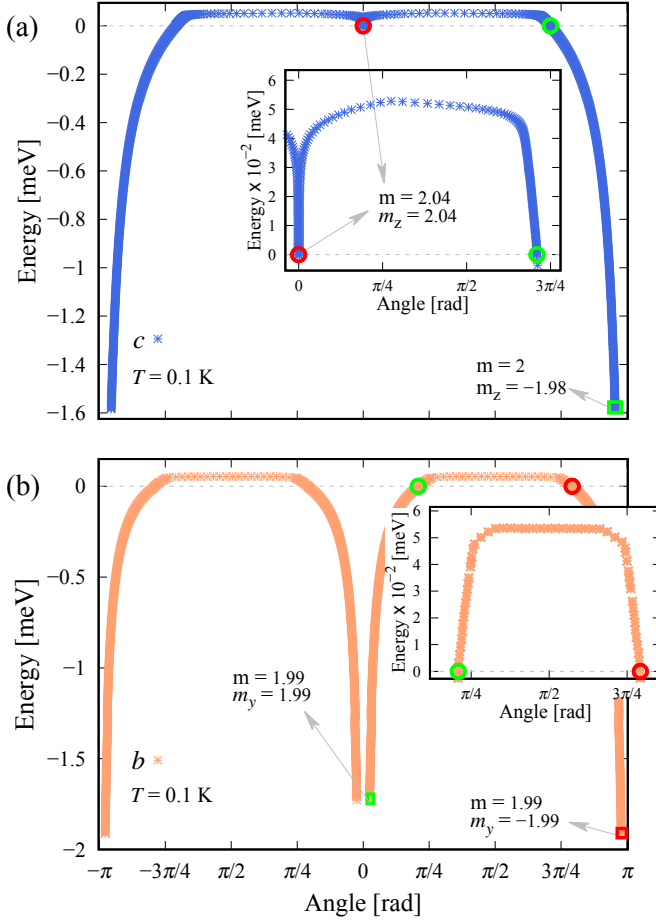 (a)
0
−0.2
−0.4
−0.6
−0.8
−1
−1.2
−1.4
−1.6
Energy [meV]
c
T = 0.1 K
6
5
4
3
2
1
0
Energy x 10⁻² [meV]
0 π/4 π/2 3π/4
Angle [rad]
m = 2.04
m_z = 2.04
m = 2
m_z = −1.98
(b)
0
−0.5
−1
−1.5
−2
Energy [meV]
m = 1.99
m_y = 1.99
b
T = 0.1 K
6
5
4
3
2
1
0
Energy x 10⁻² [meV]
π/4 π/2 3π/4
Angle [rad]
m = 1.99
m_y = −1.99
−π −3π/4 π/2 π/4 0 π/4 π/2 3π/4 π
Angle [rad]